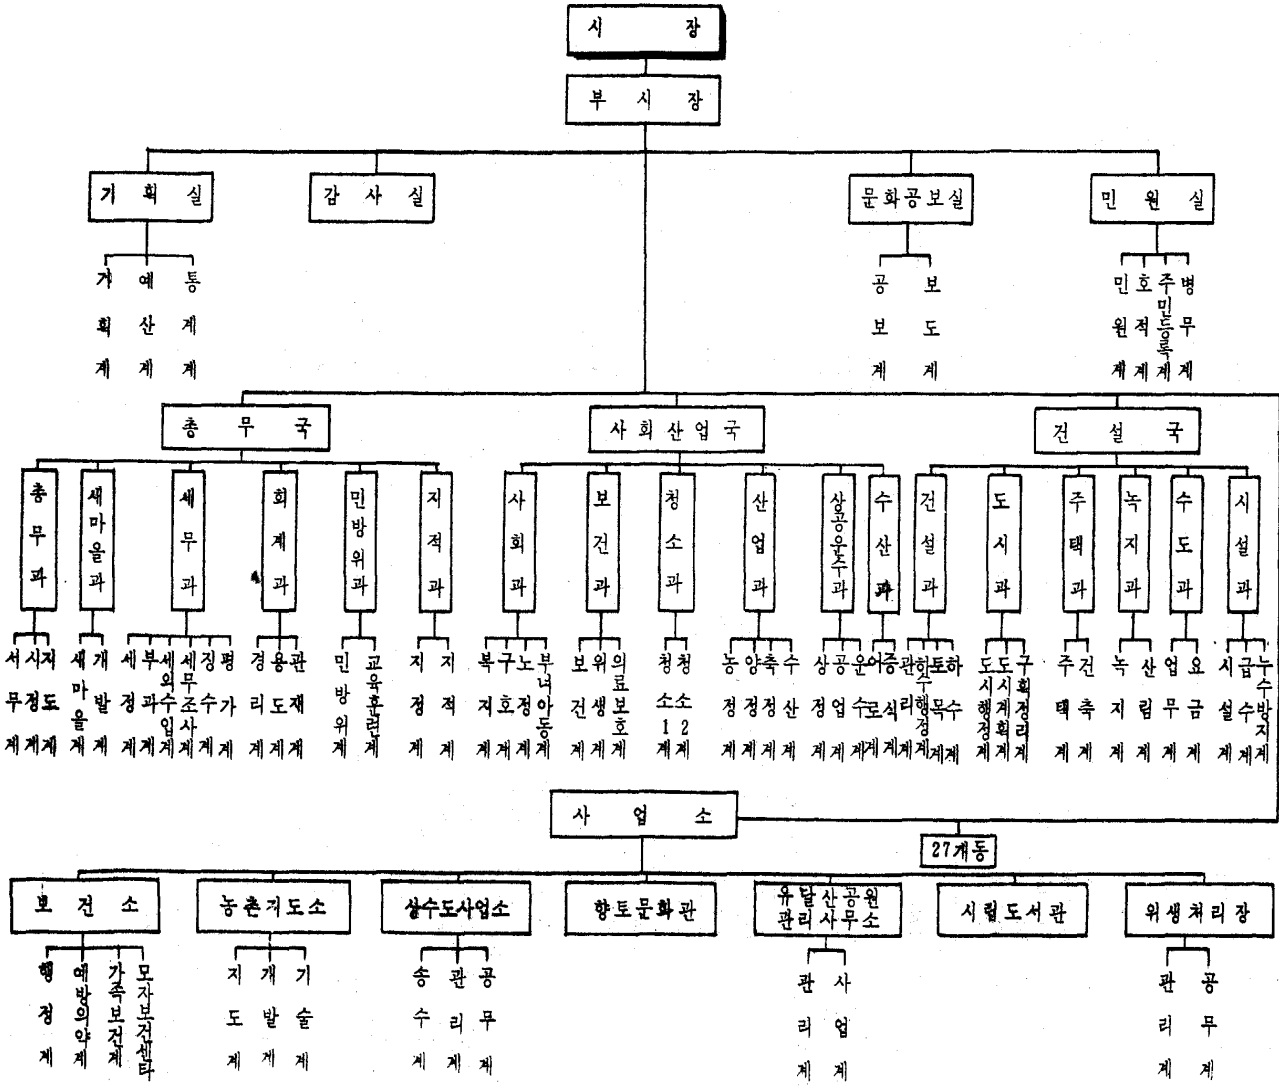 시 장
부 시 장
기 획 실
감 사 실
문화공보실
민 원 실
기획계
예산계
통계계
공보계
보도계
민원계
호적계
주민등록계
병무계
총 무 국
사회산업국
건 설 국
총무과
새마을과
세무과
회계과
민방위과
지적과
사회과
보건과
청소과
산업과
상공운수과
수산과
건설과
도시과
주택과
녹지과
수도과
시설과
서무계
시정계
지도계
새마을계
개발계
세정계
부과계
세외수입계
세무조사계
징수계
평가계
경리계
용도계
관재계
민방위계
교육훈련계
지정계
지적계
복지계
구호계
노정계
부녀아동계
보건계
위생계
의료보호계
청소1계
청소2계
농정계
양정계
축정계
수산계
상정계
공업계
운수계
어로계
증식계
관리계
하수행정계
토목계
하수계
도시행정계
도시계획계
구획정리계
주택계
건축계
녹지계
산림계
업무계
요금계
시설계
급수계
누수방지계
사 업 소
27개동
보 건 소
농촌지도소
상수도사업소
향토문화관
유달산공원
관리사무소
시립도서관
위생처리장
행정계
예방의약계
가족보건계
모자보건센타
지도계
개발계
기술계
송수계
관리계
공무계
관리계
사업계
관리계
공무계